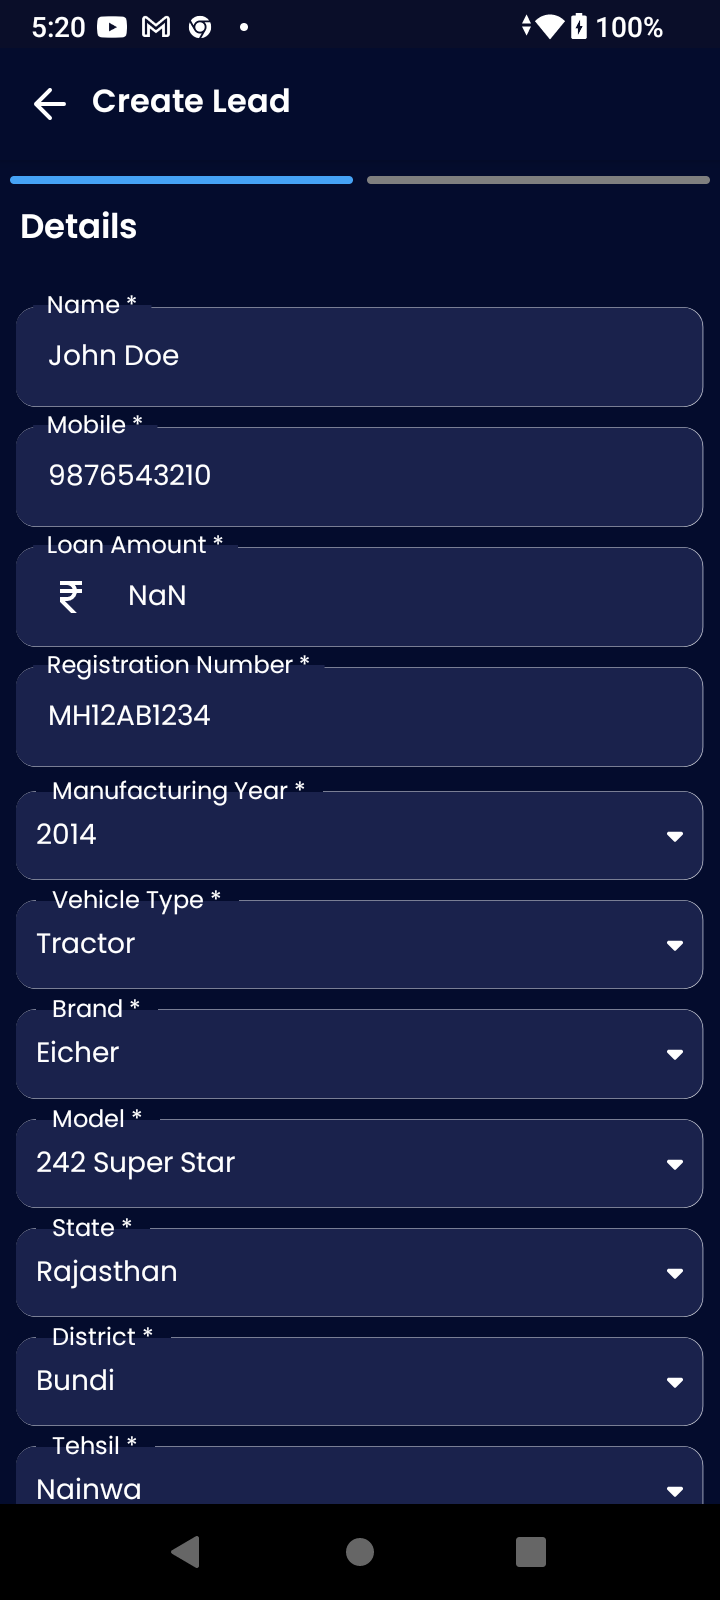 5:20
100%
Create Lead
Details
Name *
John Doe
Mobile *
9876543210
Loan Amount *
₹ NaN
Registration Number *
MH12AB1234
Manufacturing Year *
2014
Vehicle Type *
Tractor
Brand *
Eicher
Model *
242 Super Star
State *
Rajasthan
District *
Bundi
Tehsil *
Nainwa